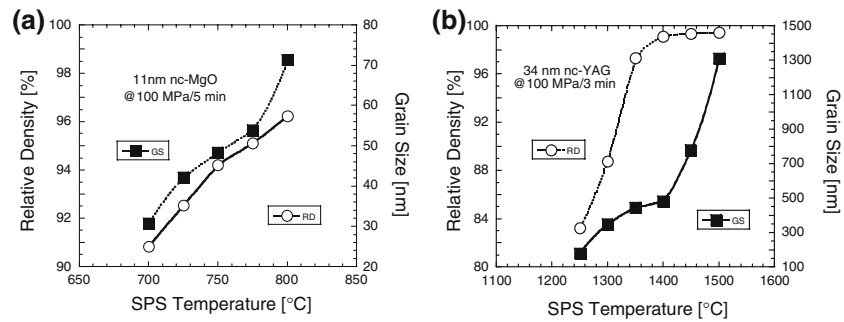 (a)
100
98
96
94
92
90
Relative Density [%]
80
70
60
50
40
30
20
Grain Size [nm]
11nm nc-MgO
@100 MPa/5 min
GS
RD
650 700 750 800 850
SPS Temperature [°C]
(b)
100
96
92
88
84
80
Relative Density [%]
1500
1300
1100
900
700
500
300
100
Grain Size [nm]
34 nm nc-YAG
@100 MPa/3 min
RD
GS
1100 1200 1300 1400 1500 1600
SPS Temperature [°C]